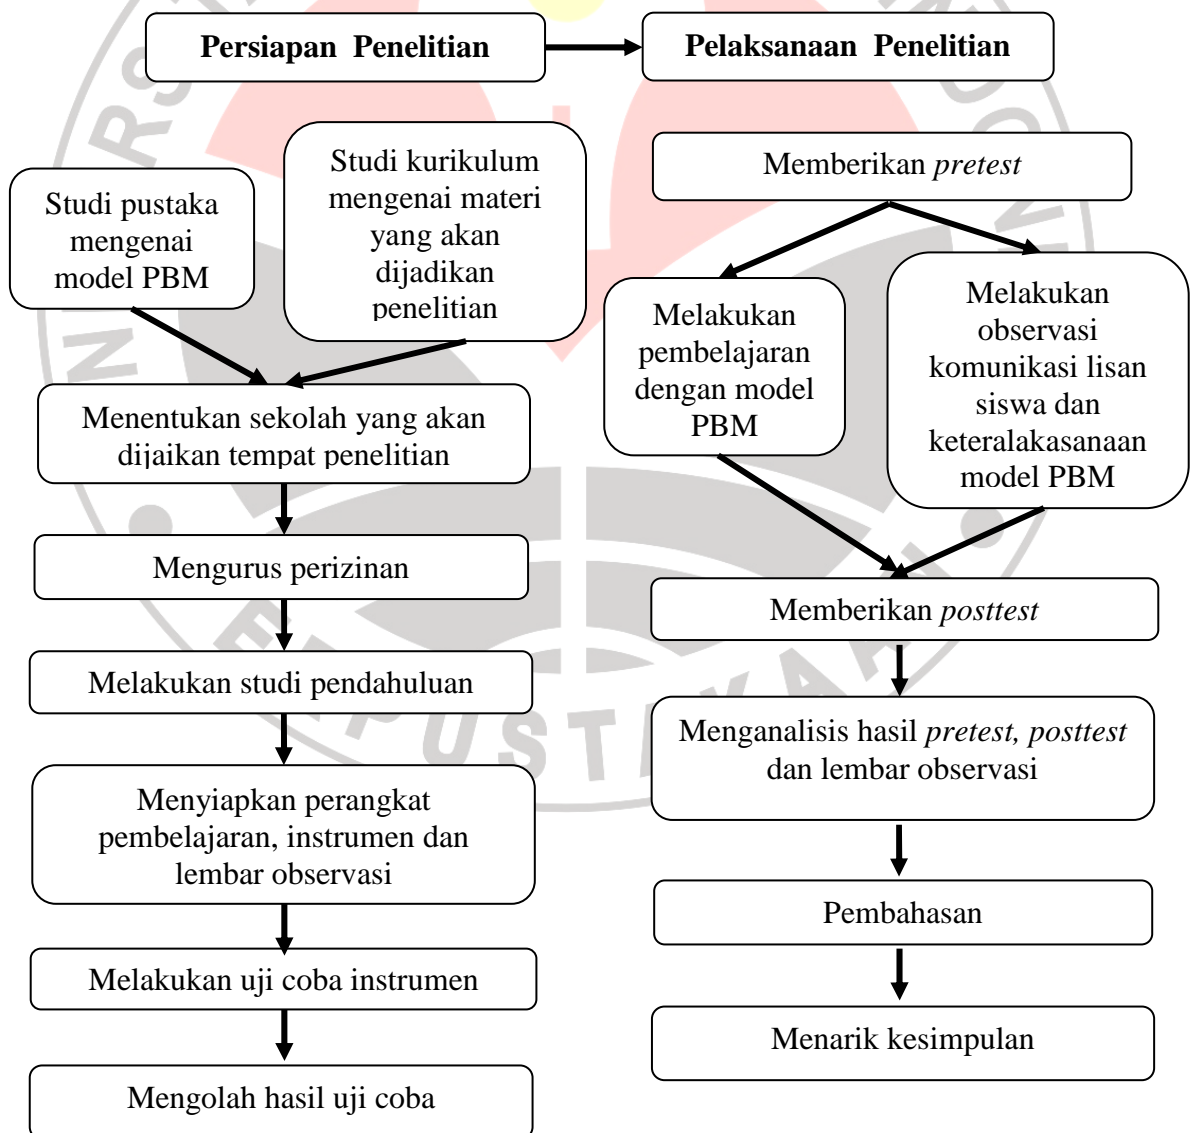 Persiapan Penelitian
Pelaksanaan Penelitian
Studi pustaka
mengenai
model PBM
Studi kurikulum
mengenai materi
yang akan
dijadikan
penelitian
Menentukan sekolah yang akan
dijaikan tempat penelitian
Mengurus perizinan
Melakukan studi pendahuluan
Menyiapkan perangkat
pembelajaran, instrumen dan
lembar observasi
Melakukan uji coba instrumen
Mengolah hasil uji coba
Memberikan pretest
Melakukan
pembelajaran
dengan model
PBM
Melakukan
observasi
komunikasi lisan
siswa dan
keteralakasanaan
model PBM
Memberikan posttest
Menganalisis hasil pretest, posttest
dan lembar observasi
Pembahasan
Menarik kesimpulan